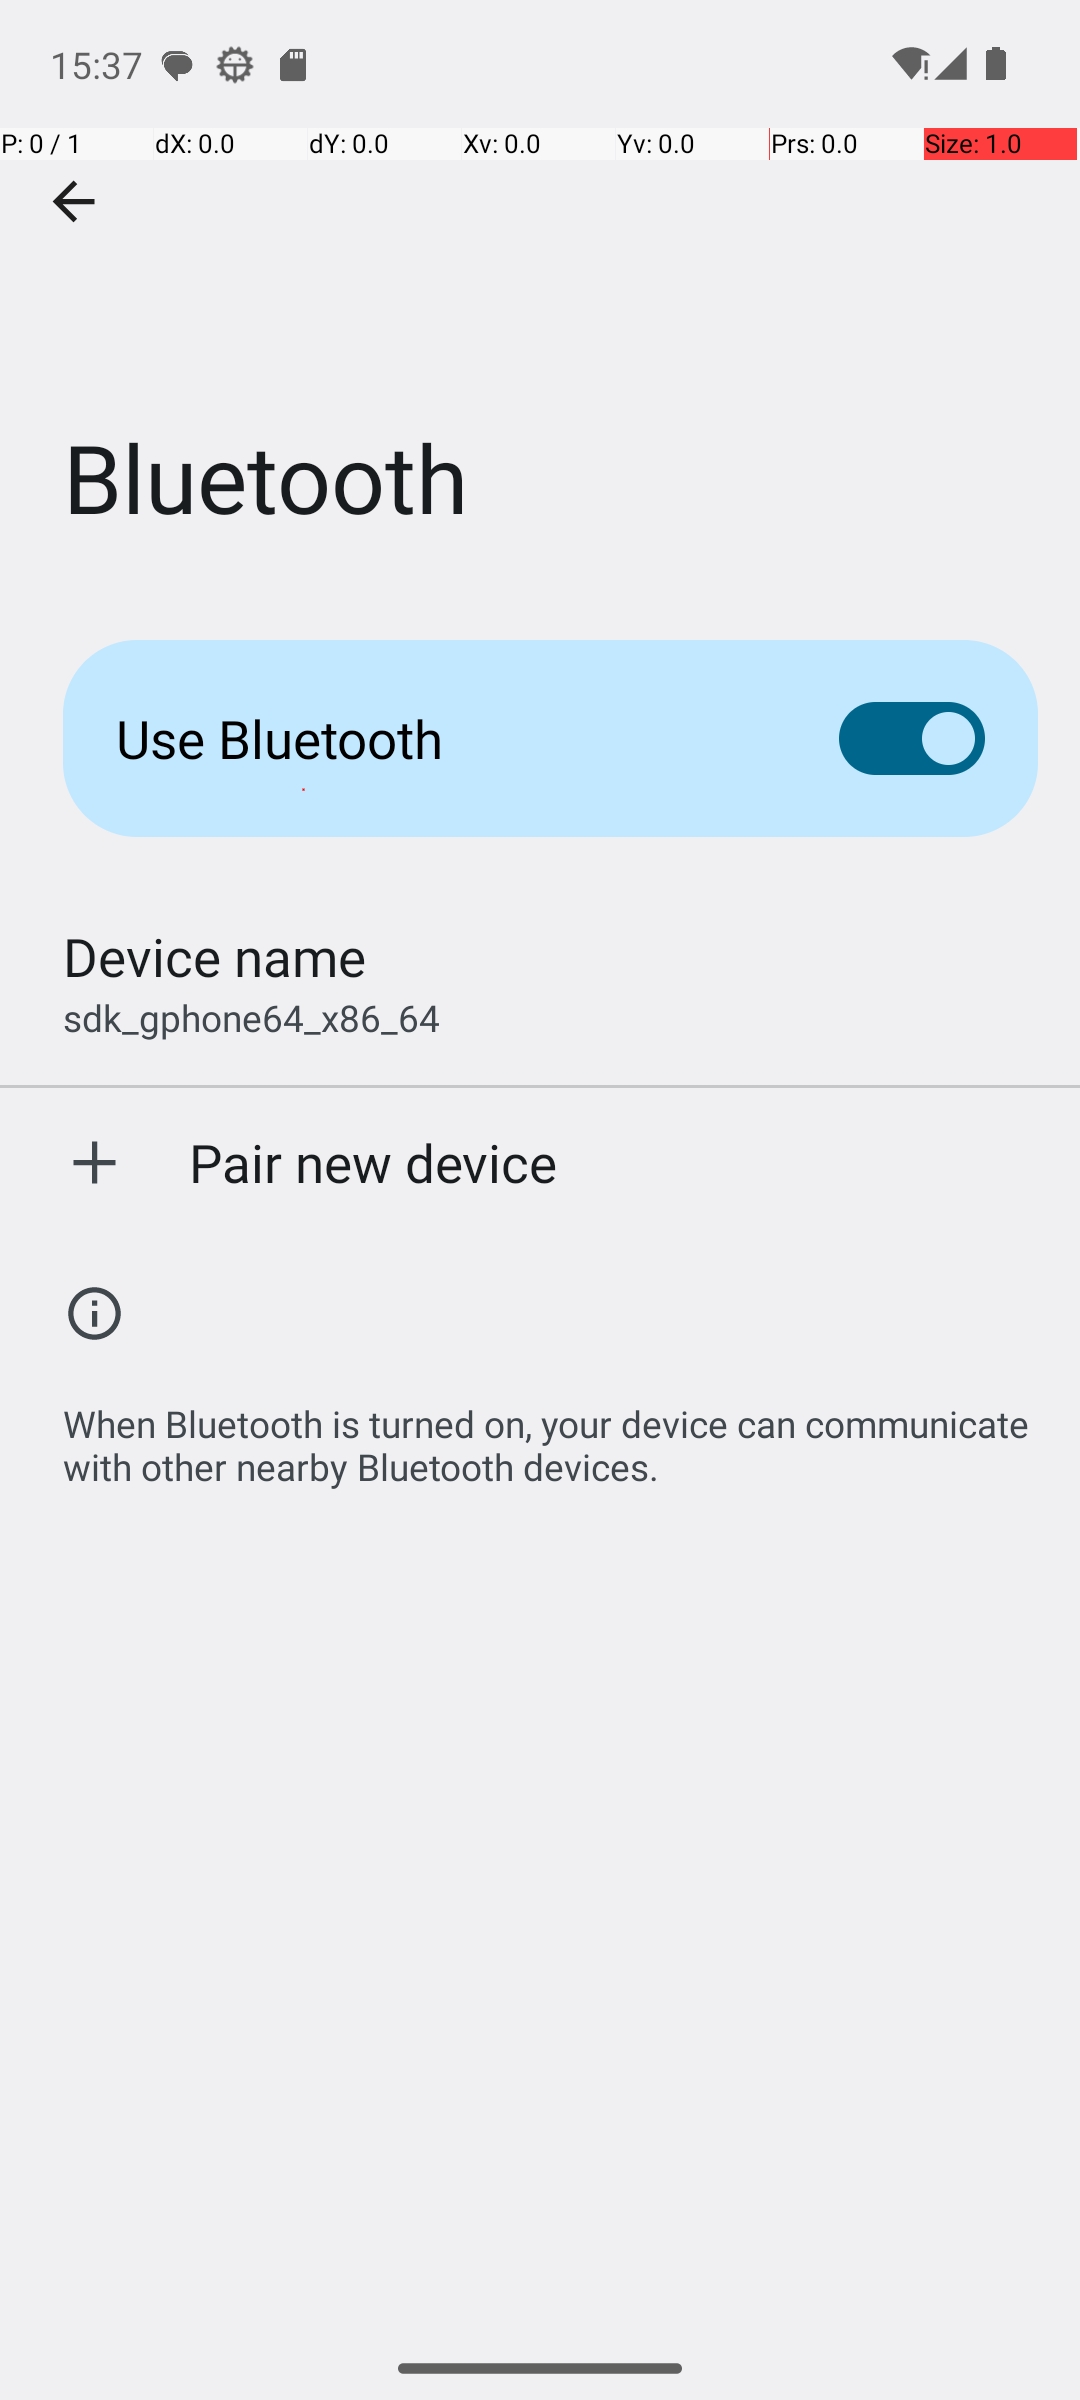 15:37
P: 0 / 1 dX: 0.0 dY: 0.0 Xv: 0.0 Yv: 0.0 Prs: 0.0 Size: 1.0
Bluetooth
Use Bluetooth
Device name
sdk_gphone64_x86_64
Pair new device
When Bluetooth is turned on, your device can communicate
with other nearby Bluetooth devices.